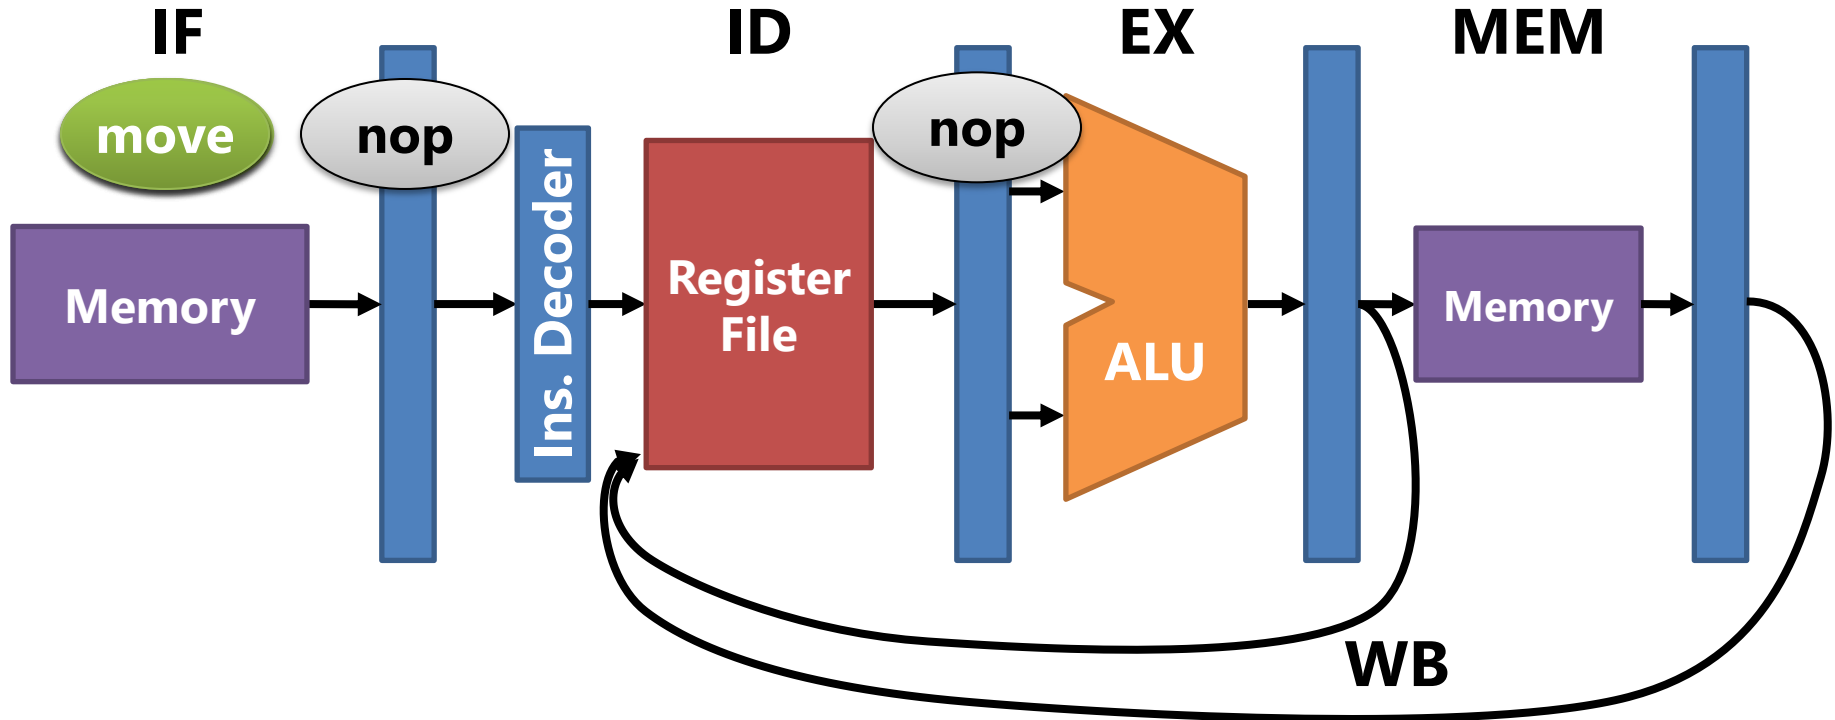 IF
ID
EX
MEM
move
nop
nop
Memory
Ins. Decoder
Register
File
ALU
Memory
WB